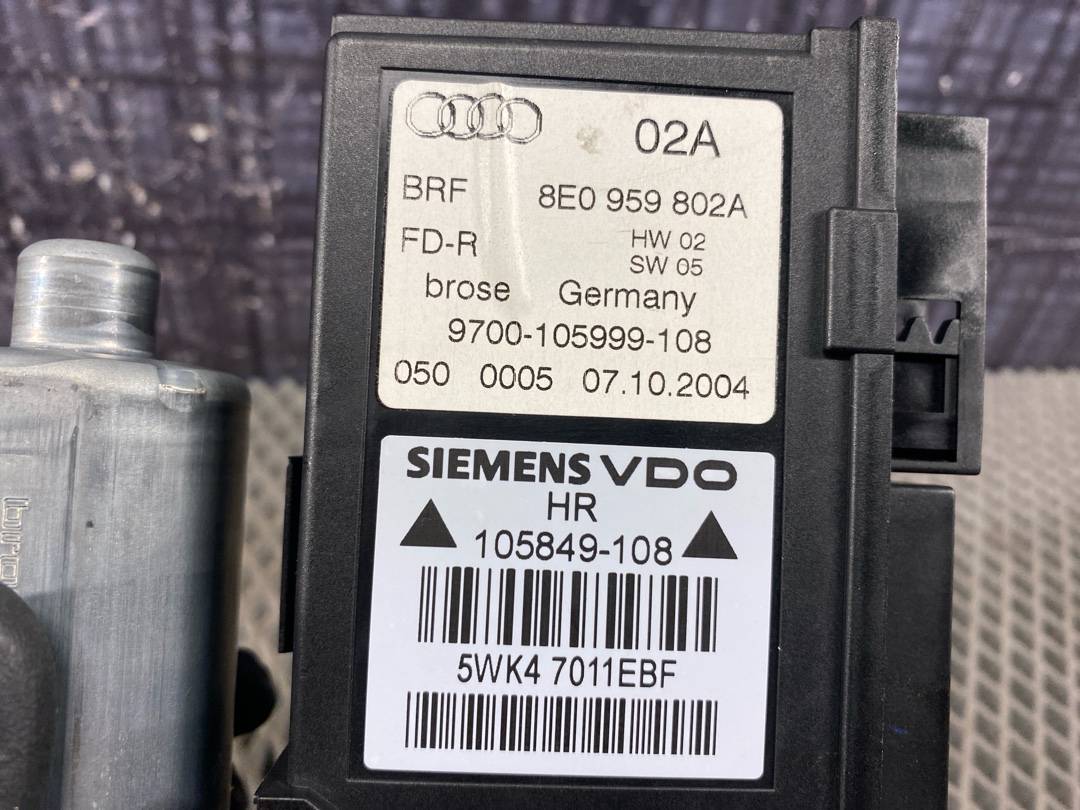 02A
BRF 8E0 959 802A
FD-R HW 02
SW 05
brose Germany
9700-105999-108
050 0005 07.10.2004
SIEMENS VDO
HR
105849-108
5WK4 7011EBF